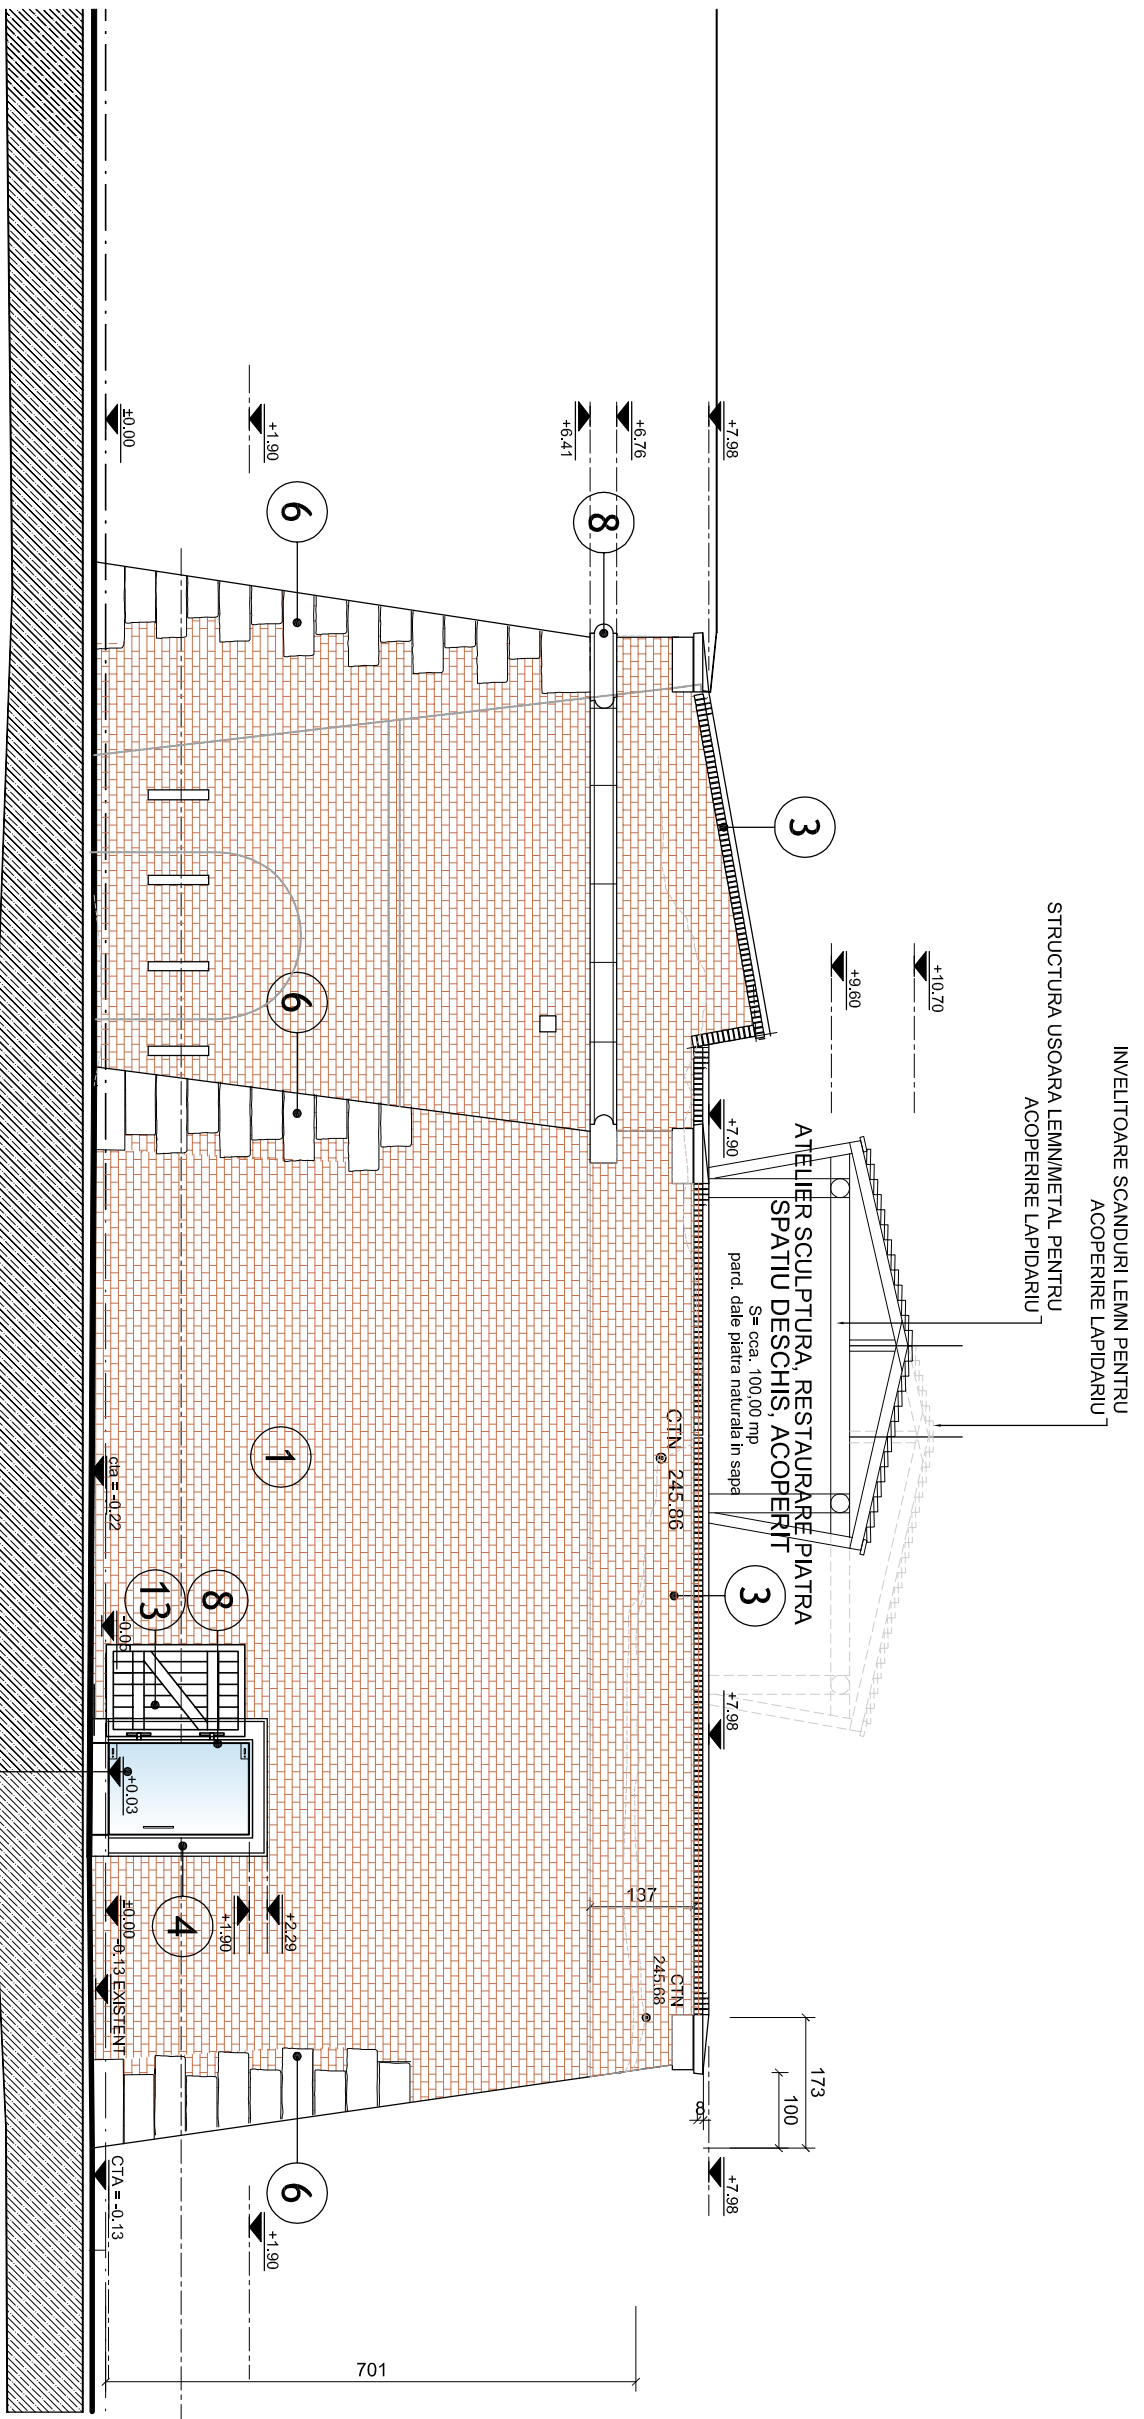 INVELITOARE SCANDURI LEMN PENTRU
ACOPERIRE LAPIDARIU
STRUCTURA USOARA LEMN/METAL PENTRU
ACOPERIRE LAPIDARIU
+10.70
+9.60
3
ATELIER SCULPTURA, RESTAURARE PIATRA
SPATIU DESCHIS, ACOPERIT
S= cca. 100,00 mp
pard. dale piatra naturala in sapa
+7.98
+7.90
3
+7.98
+7.98
173
100
8
+6.76
+6.41
8
CTN 245.86
CTN
245.68
137
701
+1.90
6
6
1
8
13
+2.29
+1.90
4
6
+1.90
±0.00
cta = -0.22
-0.05
+0.03
±0.00
-0.13 EXISTENT
CTA = -0.13